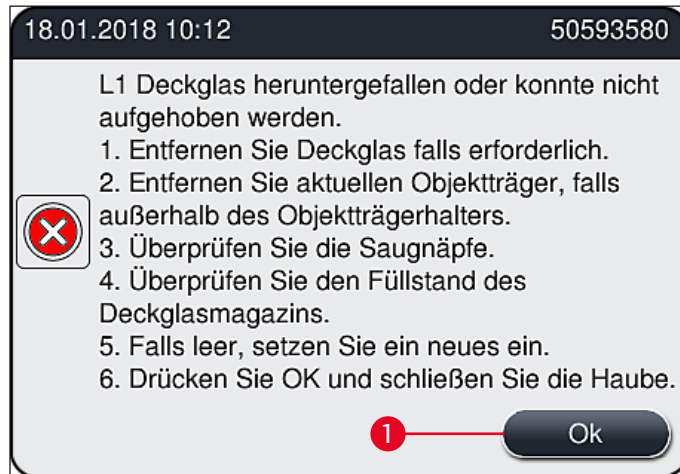 18.01.2018 10:12 50593580
L1 Deckglas heruntergefallen oder konnte nicht
aufgehoben werden.
1. Entfernen Sie Deckglas falls erforderlich.
2. Entfernen Sie aktuellen Objektträger, falls
außerhalb des Objektträgerhalters.
3. Überprüfen Sie die Saugnäpfe.
4. Überprüfen Sie den Füllstand des
Deckglasmagazins.
5. Falls leer, setzen Sie ein neues ein.
6. Drücken Sie OK und schließen Sie die Haube.
1 Ok